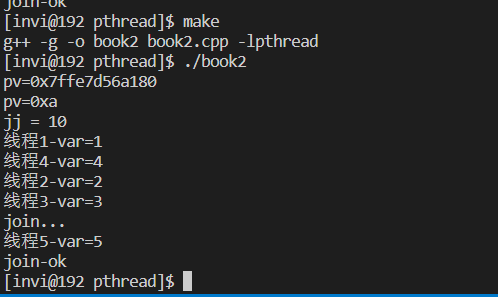 join-ok
[invi@192 pthread]$ make
g++ -g -o book2 book2.cpp -lpthread
[invi@192 pthread]$ ./book2
pv=0x7ffe7d56a180
pv=0xa
jj = 10
线程1-var=1
线程4-var=4
线程2-var=2
线程3-var=3
join...
线程5-var=5
join-ok
[invi@192 pthread]$